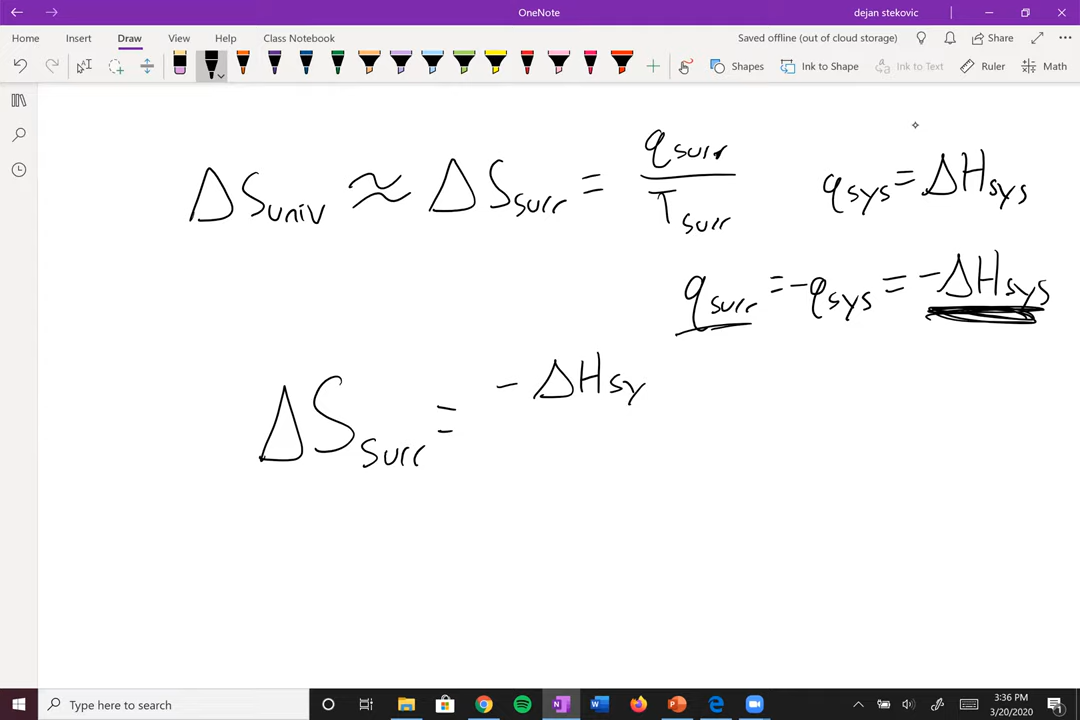 OneNote
dejan stekovic
Home Insert Draw View Help Class Notebook
Saved offline (out of cloud storage) Share
Shapes Ink to Shape Ink to Text Ruler Math
ΔSuniv ≈ ΔSsurr = qsurr / Tsurr
qsys = ΔHsys
qsurr = -qsys = -ΔHsys
ΔSsurr = - ΔHsy
Type here to search
3:36 PM
3/20/2020